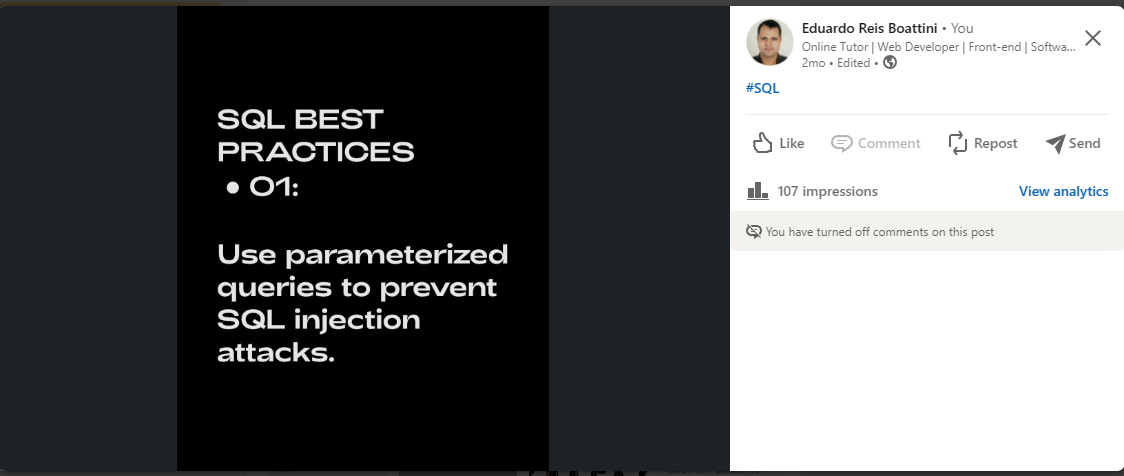 SQL BEST
PRACTICES
• 01:
Use parameterized
queries to prevent
SQL injection
attacks.
Eduardo Reis Boattini • You
Online Tutor | Web Developer | Front-end | Softwa...
2mo • Edited •
#SQL
Like
Comment
Repost
Send
107 impressions
View analytics
You have turned off comments on this post